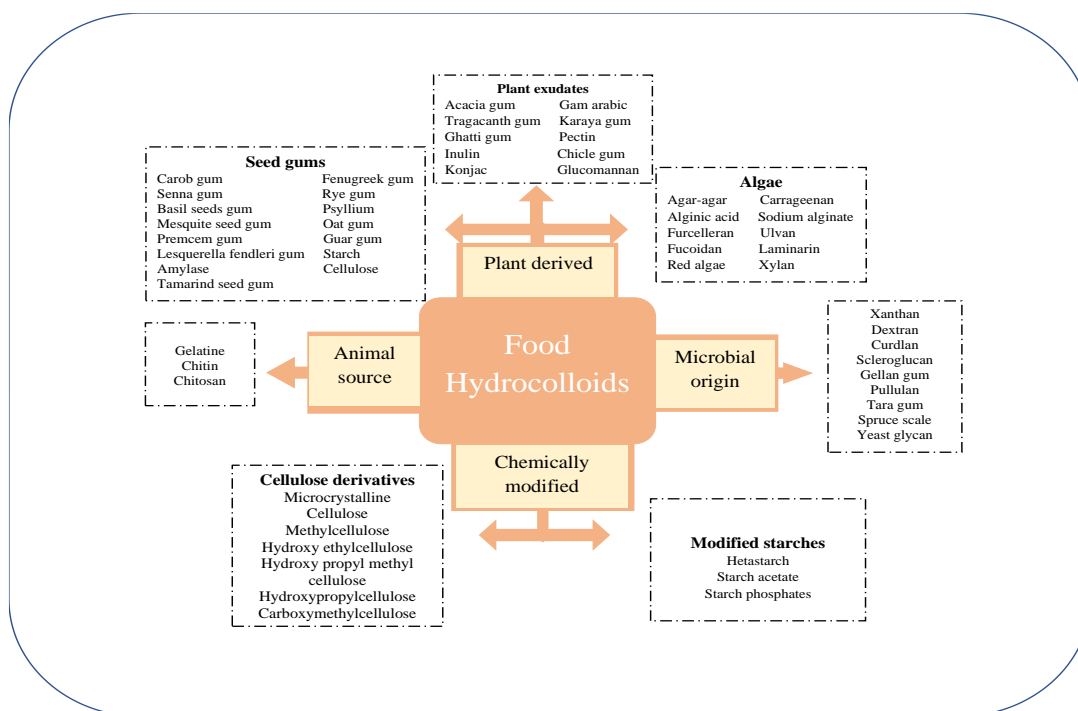 Plant exudates
Acacia gum Gam arabic
Tragacanth gum Karaya gum
Ghatti gum Pectin
Inulin Chicle gum
Konjac Glucomannan
Seed gums
Carob gum Fenugreek gum
Senna gum Rye gum
Basil seeds gum Psyllium
Mesquite seed gum Oat gum
Premcem gum Guar gum
Lesquerella fendleri gum Starch
Amylase Cellulose
Tamarind seed gum
Algae
Agar-agar Carrageenan
Alginic acid Sodium alginate
Furcelleran Ulvan
Fucoidan Laminarin
Red algae Xylan
Plant derived
Gelatine
Chitin
Chitosan
Animal
source
Food
Hydrocolloids
Microbial
origin
Xanthan
Dextran
Curdlan
Scleroglucan
Gellan gum
Pullulan
Tara gum
Spruce scale
Yeast glycan
Chemically
modified
Cellulose derivatives
Microcrystalline
Cellulose
Methylcellulose
Hydroxy ethylcellulose
Hydroxy propyl methyl
cellulose
Hydroxypropylcellulose
Carboxymethylcellulose
Modified starches
Hetastarch
Starch acetate
Starch phosphates